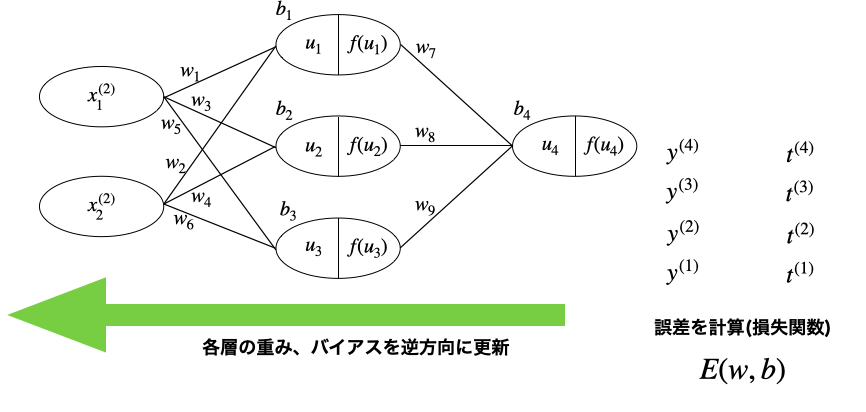 b₁
u₁ f(u₁)
w₇
w₁
x₁⁽²⁾
w₃
w₅
b₂
u₂ f(u₂)
w₈
b₄
u₄ f(u₄)
y⁽⁴⁾ t⁽⁴⁾
y⁽³⁾ t⁽³⁾
y⁽²⁾ t⁽²⁾
y⁽¹⁾ t⁽¹⁾
w₂
x₂⁽²⁾
w₄
w₆
b₃
u₃ f(u₃)
w₉
各層の重み、バイアスを逆方向に更新
誤差を計算(損失関数)
E(w, b)